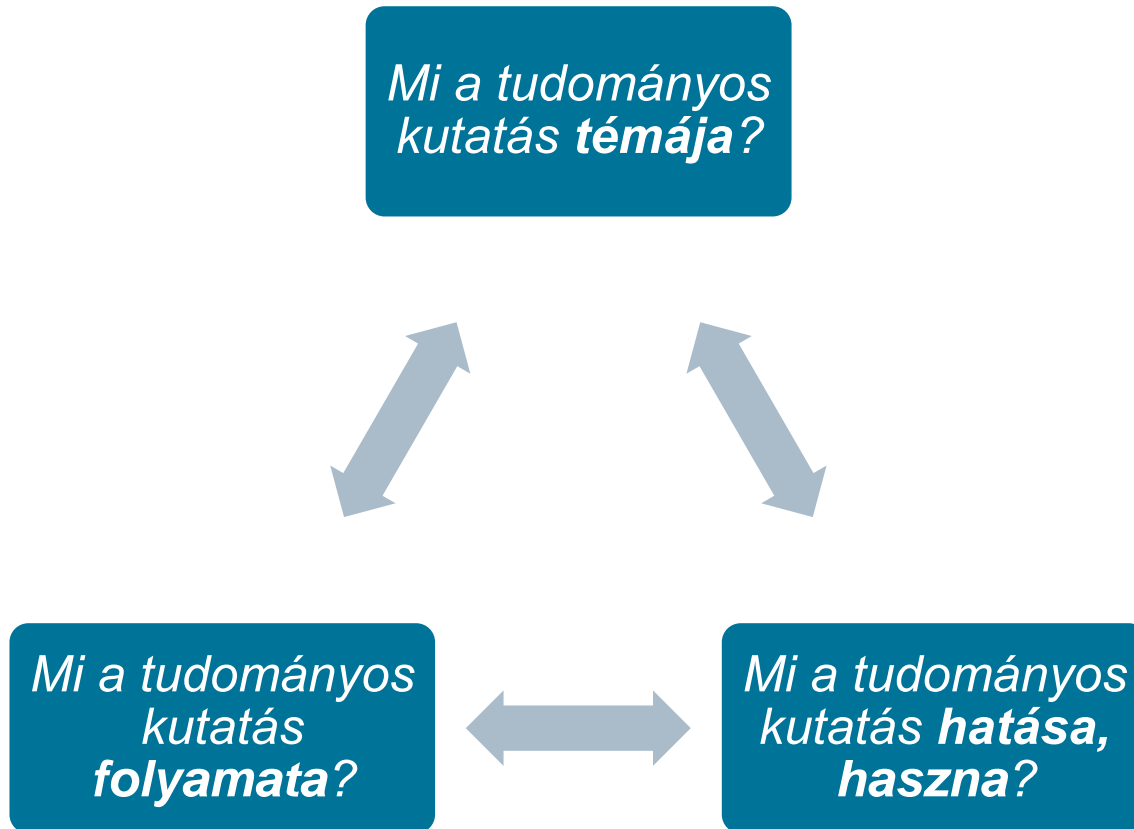 Mi a tudományos
kutatás témája?
Mi a tudományos
kutatás
folyamata?
Mi a tudományos
kutatás hatása,
haszna?